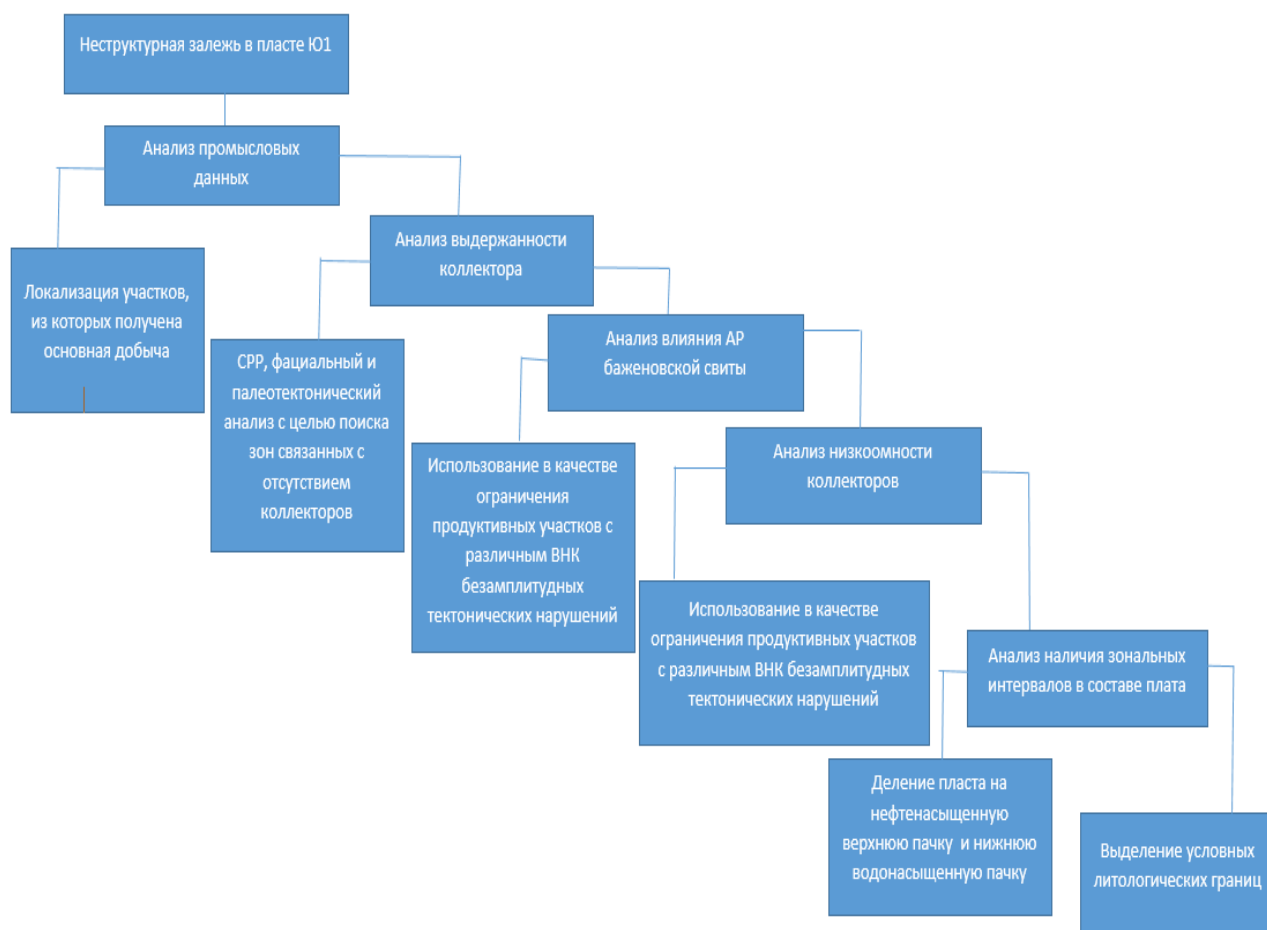 Неструктурная залежь в пласте Ю1
Анализ промысловых
данных
Анализ выдержанности
коллектора
Локализация участков,
из которых получена
основная добыча
СРР, фациальный и
палеотектонический
анализ с целью поиска
зон связанных с
отсутствием
коллекторов
Анализ влияния АР
баженовской свиты
Использование в качестве
ограничения
продуктивных участков с
различным ВНК
безамплитудных
тектонических нарушений
Анализ низкоомности
коллекторов
Использование в качестве
ограничения продуктивных участков
с различным ВНК безамплитудных
тектонических нарушений
Анализ наличия зональных
интервалов в составе плата
Деление пласта на
нефтенасыщенную
верхнюю пачку и нижнюю
водонасыщенную пачку
Выделение условных
литологических границ